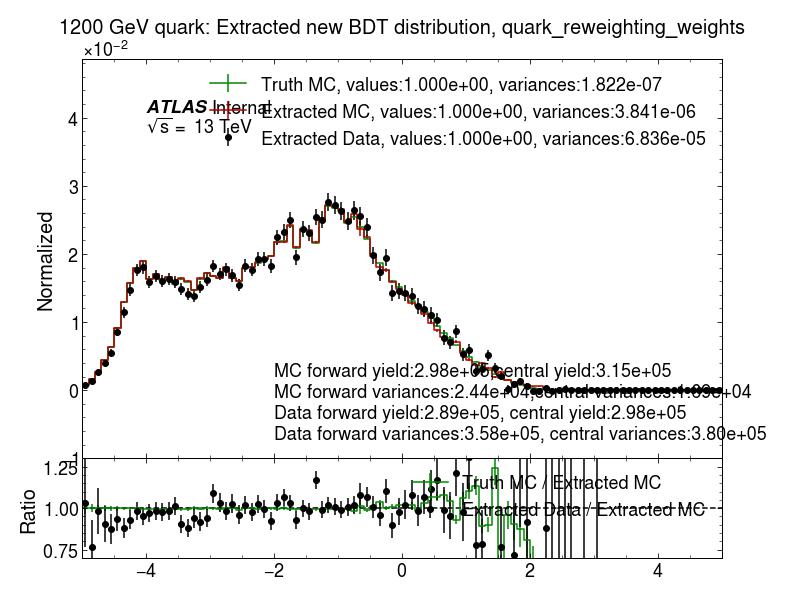 1200 GeV quark: Extracted new BDT distribution, quark_reweighting_weights
×10⁻²
Truth MC, values:1.000e+00, variances:1.822e-07
ATLAS Internal
Extracted MC, values:1.000e+00, variances:3.841e-06
√s = 13 TeV
Extracted Data, values:1.000e+00, variances:6.836e-05
4
3
2
1
0
Normalized
MC forward yield:2.98e+05, central yield:3.15e+05
MC forward variances:2.44e+04, central variances:1.69e+04
Data forward yield:2.89e+05, central yield:2.98e+05
Data forward variances:3.58e+05, central variances:3.80e+05
1
1.25
1.00
0.75
Ratio
Truth MC / Extracted MC
Extracted Data / Extracted MC
−4 −2 0 2 4